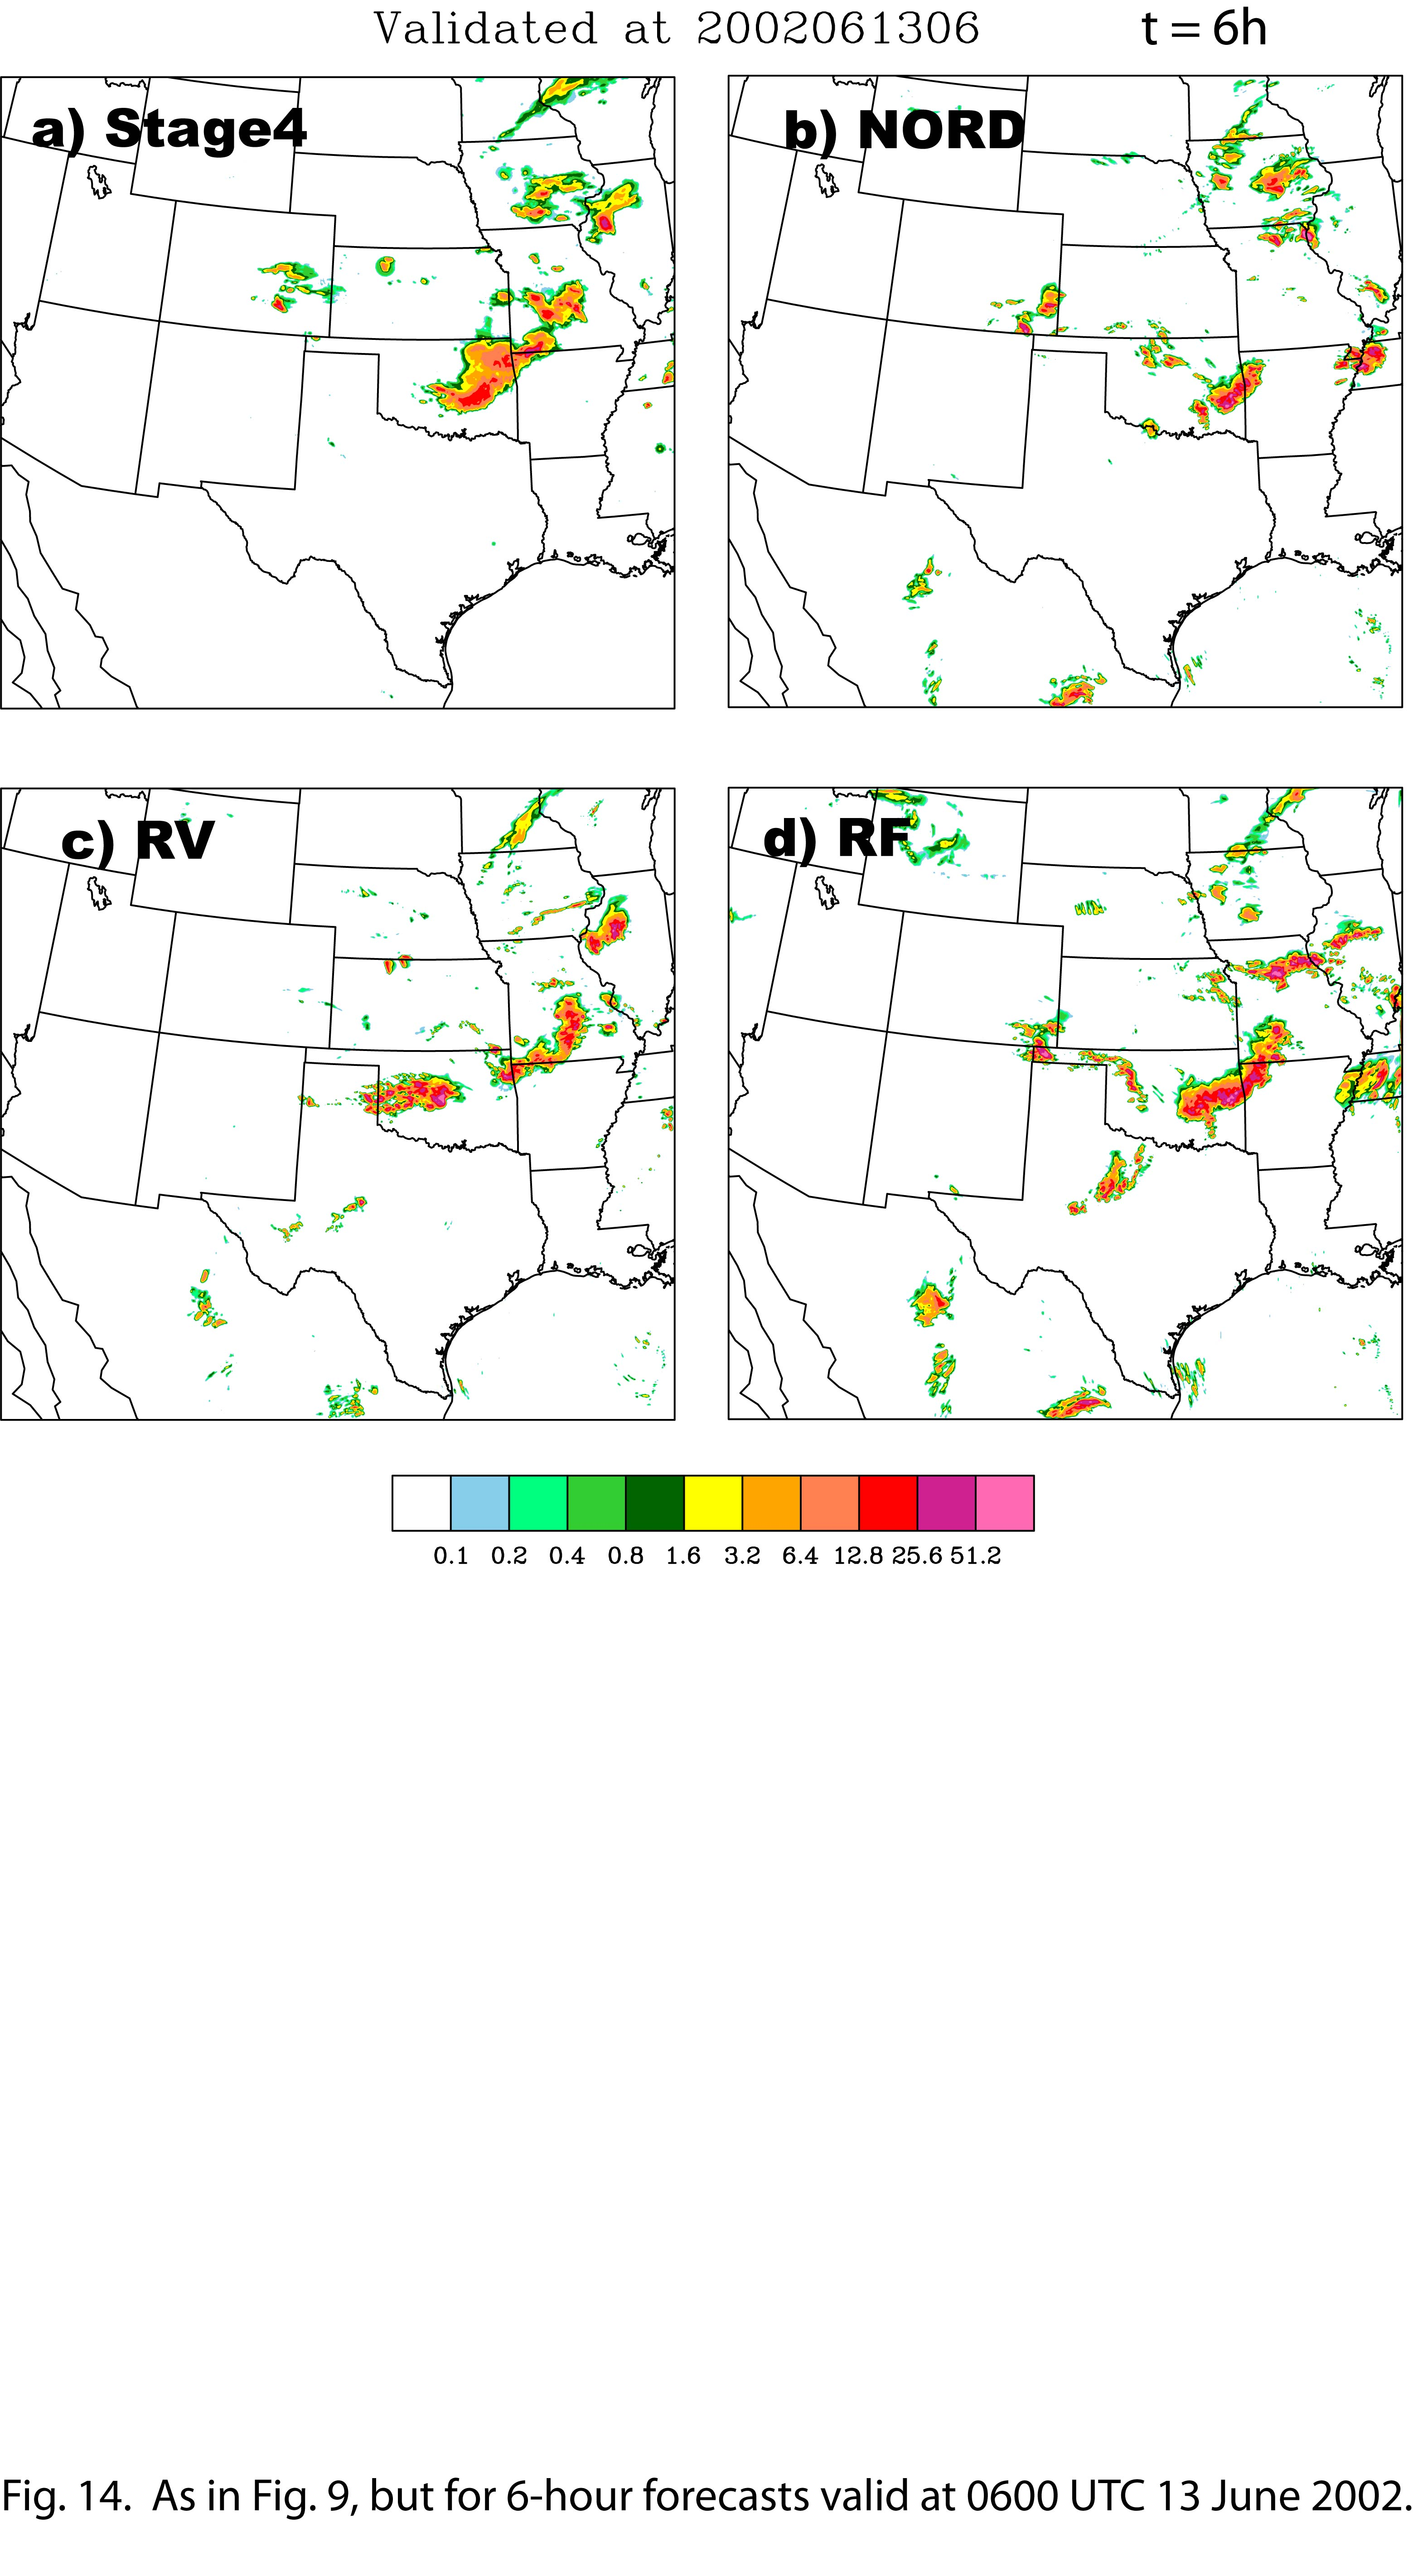 Validated at 2002061306 t = 6h
a) Stage4
b) NORD
c) RV
d) RF
0.1 0.2 0.4 0.8 1.6 3.2 6.4 12.8 25.6 51.2
Fig. 14. As in Fig. 9, but for 6-hour forecasts valid at 0600 UTC 13 June 2002.